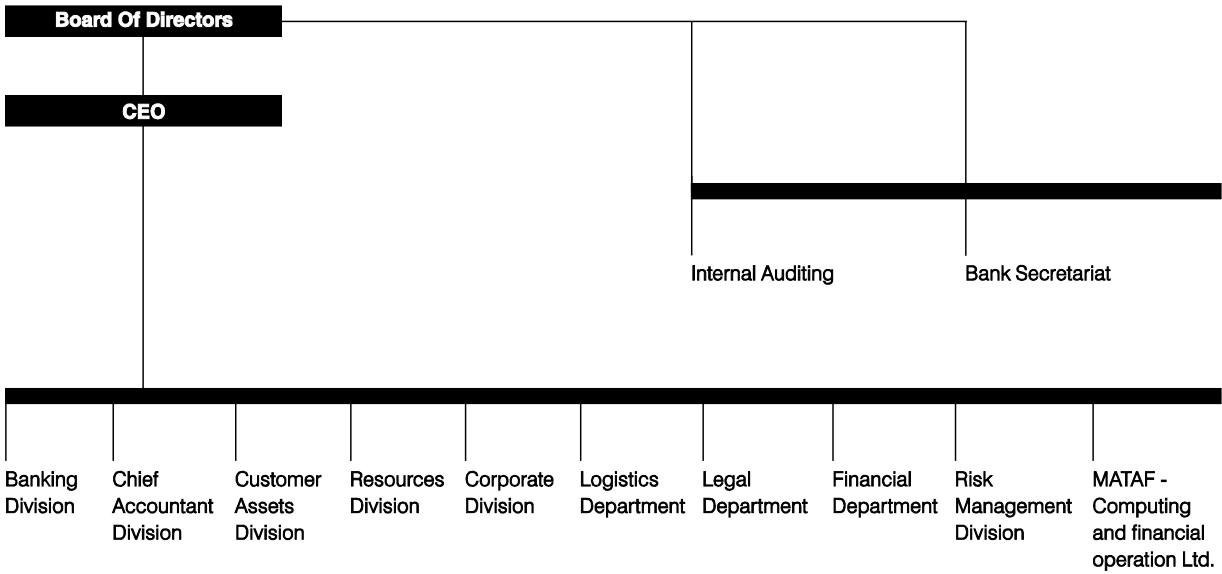 Board Of Directors
CEO
Internal Auditing
Bank Secretariat
Banking
Division
Chief
Accountant
Division
Customer
Assets
Division
Resources
Division
Corporate
Division
Logistics
Department
Legal
Department
Financial
Department
Risk
Management
Division
MATAF -
Computing
and financial
operation Ltd.